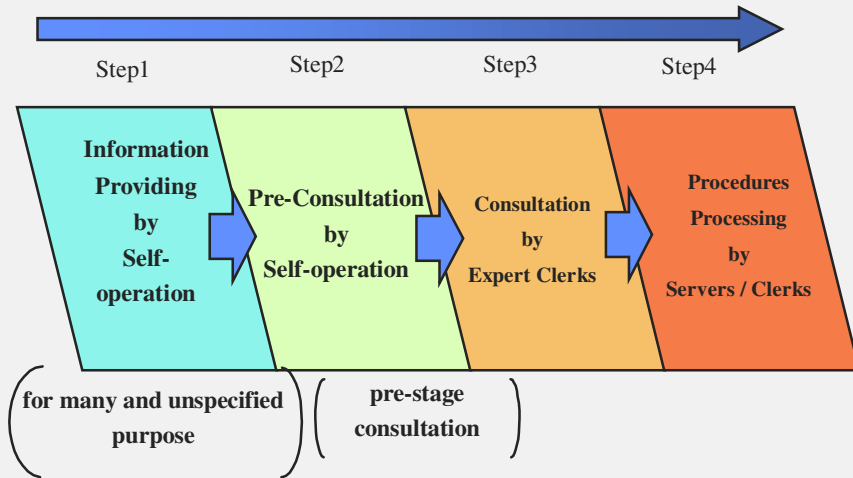 Step1 Step2 Step3 Step4
Information
Providing
by
Self-
operation
Pre-Consultation
by
Self-operation
Consultation
by
Expert Clerks
Procedures
Processing
by
Servers / Clerks
for many and unspecified
purpose
pre-stage
consultation